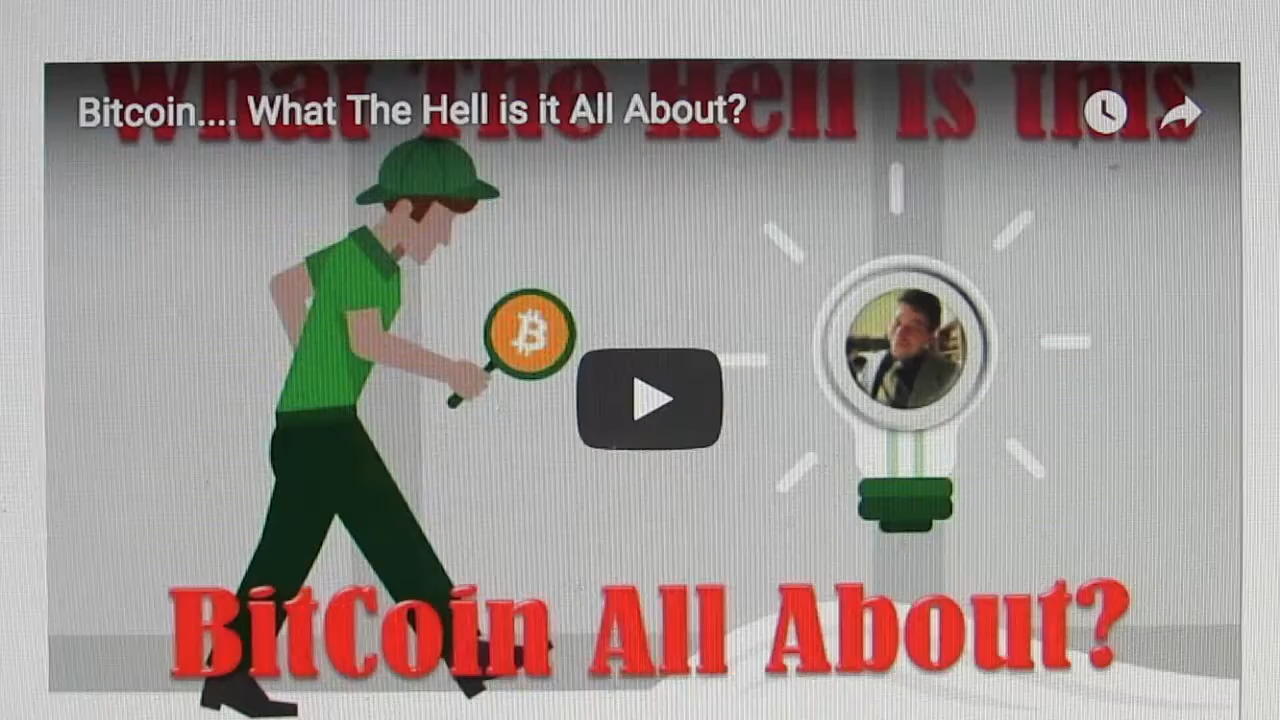 What The Hell is this
Bitcoin.... What The Hell is it All About?
BitCoin All About?